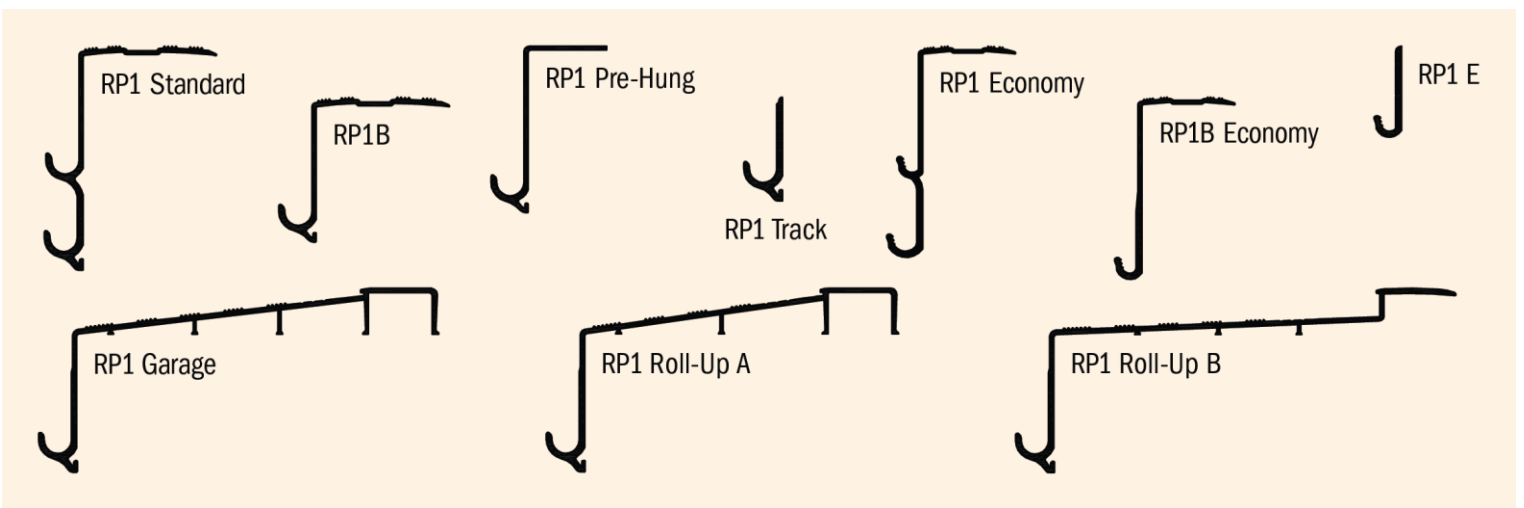 RP1 Standard
RP1B
RP1 Pre-Hung
RP1 Track
RP1 Economy
RP1B Economy
RP1 E
RP1 Garage
RP1 Roll-Up A
RP1 Roll-Up B